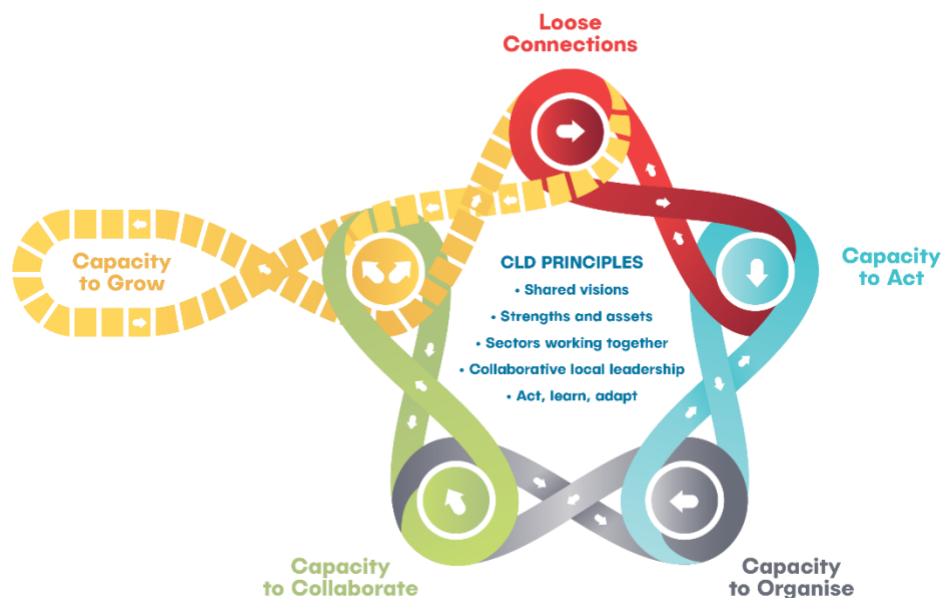 Loose
Connections
Capacity
to Grow
CLD PRINCIPLES
• Shared visions
• Strengths and assets
• Sectors working together
• Collaborative local leadership
• Act, learn, adapt
Capacity
to Act
Capacity
to Collaborate
Capacity
to Organise